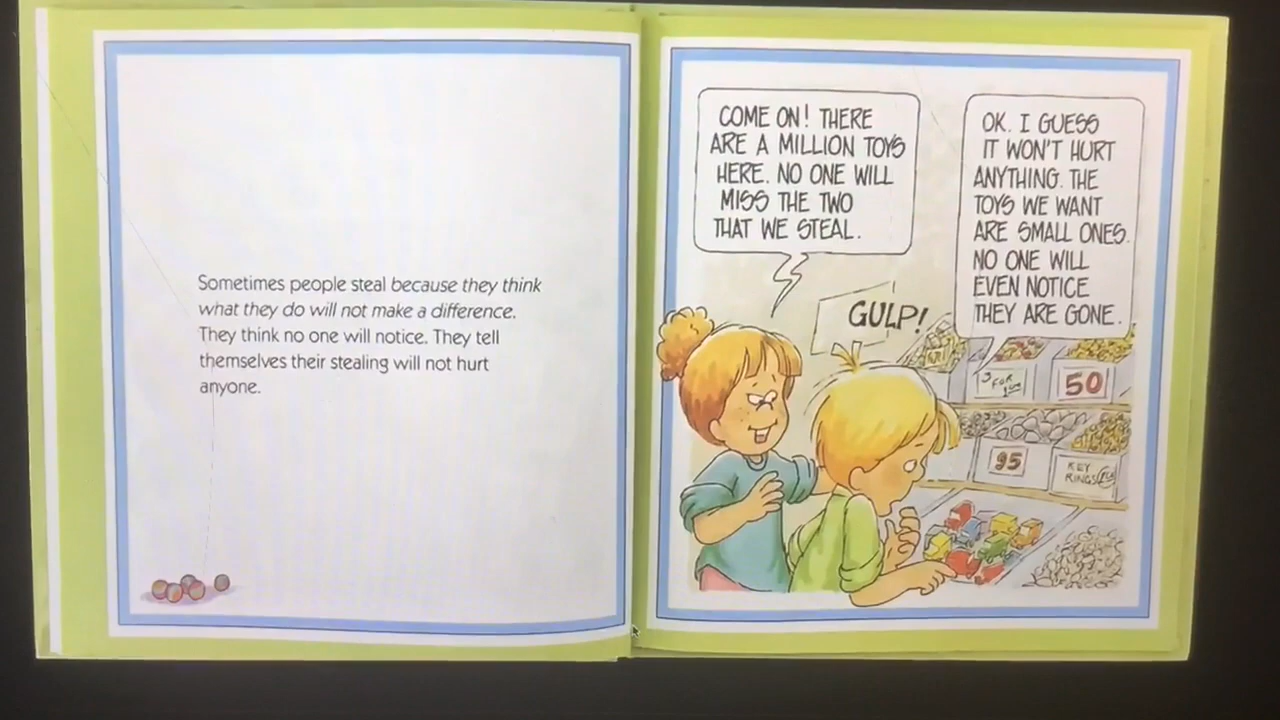 Sometimes people steal because they think
what they do will not make a difference.
They think no one will notice. They tell
themselves their stealing will not hurt
anyone.
COME ON! THERE
ARE A MILLION TOYS
HERE. NO ONE WILL
MISS THE TWO
THAT WE STEAL.
OK. I GUESS
IT WON'T HURT
ANYTHING. THE
TOYS WE WANT
ARE SMALL ONES.
NO ONE WILL
EVEN NOTICE
THEY ARE GONE.
GULP!
3 FOR
50
95
KEY
RINGS